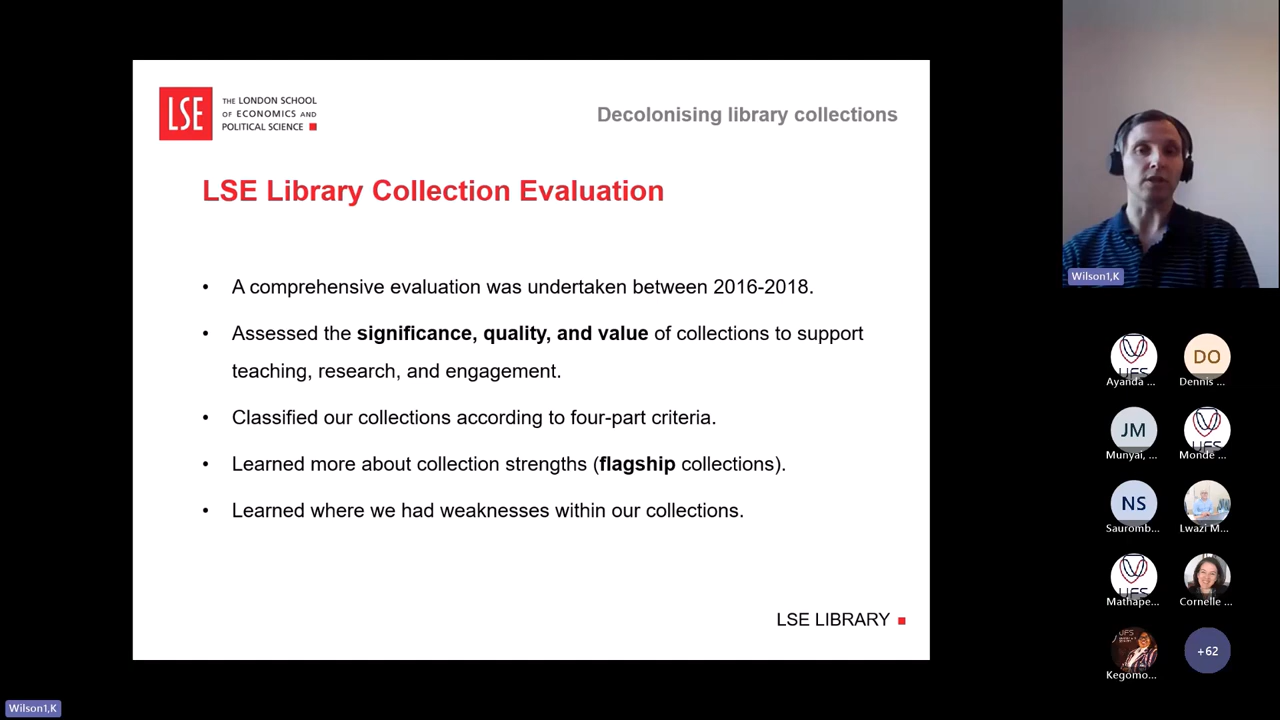 LSE
THE LONDON SCHOOL
OF ECONOMICS AND
POLITICAL SCIENCE
Decolonising library collections
LSE Library Collection Evaluation
• A comprehensive evaluation was undertaken between 2016-2018.
• Assessed the significance, quality, and value of collections to support
teaching, research, and engagement.
• Classified our collections according to four-part criteria.
• Learned more about collection strengths (flagship collections).
• Learned where we had weaknesses within our collections.
LSE LIBRARY
Wilson1,K
UFS
Ayanda ...
DO
Dennis ...
JM
Munyai, ...
UFS
Monde ...
NS
Sauromb...
Lwazi M...
UFS
Mathape...
Cornelle ...
UFS
Kegomo...
+62
Wilson1,K